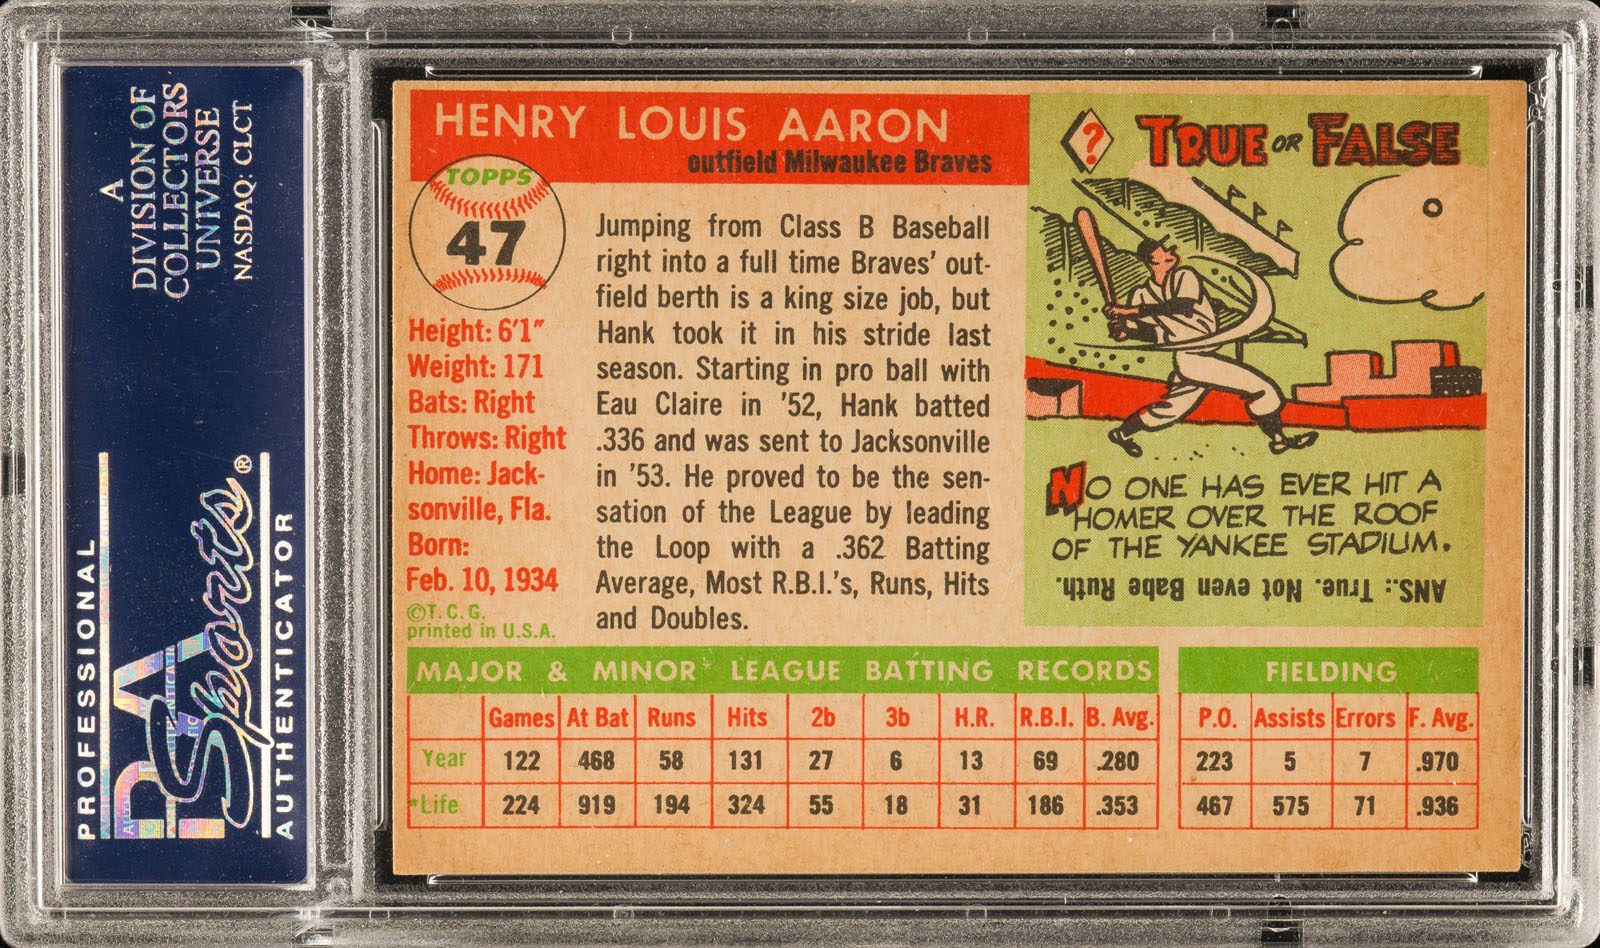 A
DIVISION OF
COLLECTORS
UNIVERSE
NASDAQ: CLCT
PROFESSIONAL
PSA
Sports®
AUTHENTICATOR
HENRY LOUIS AARON
outfield Milwaukee Braves
TOPPS
47
Height: 6'1"
Weight: 171
Bats: Right
Throws: Right
Home: Jack-
sonville, Fla.
Born:
Feb. 10, 1934
©T.C.G.
printed in U.S.A.
Jumping from Class B Baseball
right into a full time Braves' out-
field berth is a king size job, but
Hank took it in his stride last
season. Starting in pro ball with
Eau Claire in '52, Hank batted
.336 and was sent to Jacksonville
in '53. He proved to be the sen-
sation of the League by leading
the Loop with a .362 Batting
Average, Most R.B.I.'s, Runs, Hits
and Doubles.
? TRUE OR FALSE
NO ONE HAS EVER HIT A
HOMER OVER THE ROOF
OF THE YANKEE STADIUM.
ANS.: True. Not even Babe Ruth.
MAJOR & MINOR LEAGUE BATTING RECORDS
Games At Bat Runs Hits 2b 3b H.R. R.B.I. B. Avg.
Year 122 468 58 131 27 6 13 69 .280
*Life 224 919 194 324 55 18 31 186 .353
FIELDING
P.O. Assists Errors F. Avg.
223 5 7 .970
467 575 71 .936